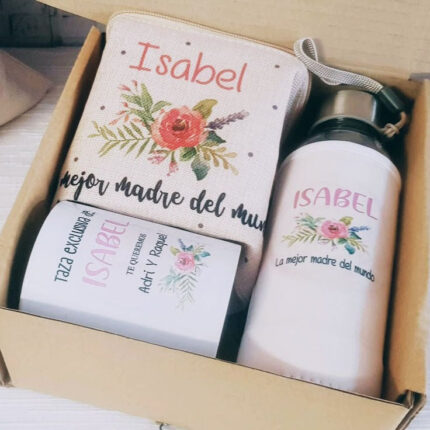 Isabel
mejor madre del mun
Taza exclusiva de
ISABEL
TE QUEREMOS
Adri Y Raquel
ISABEL
La mejor madre del mundo